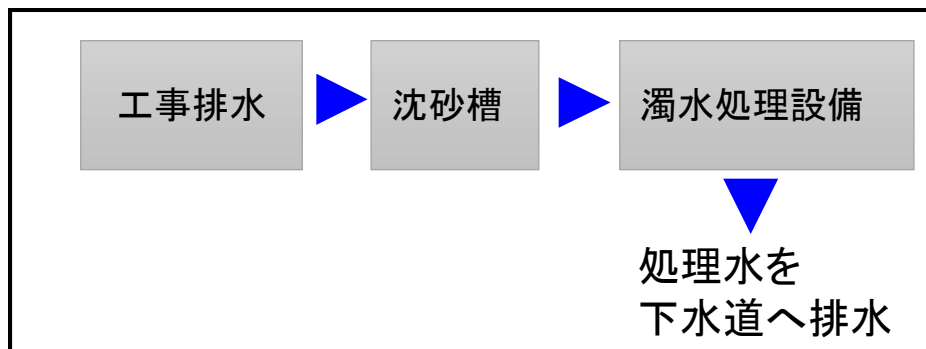 工事排水
沈砂槽
濁水処理設備
処理水を
下水道へ排水